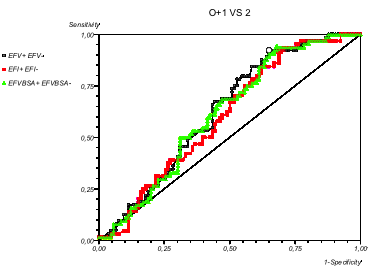 O+1 VS 2
Sensitivity
1,00
0,75
0,50
0,25
0,00
0,00
0,25
0,50
0,75
1,00
1-Specificity
EFV+ EFV-
EFI+ EFI-
EFVBSA+ EFVBSA-